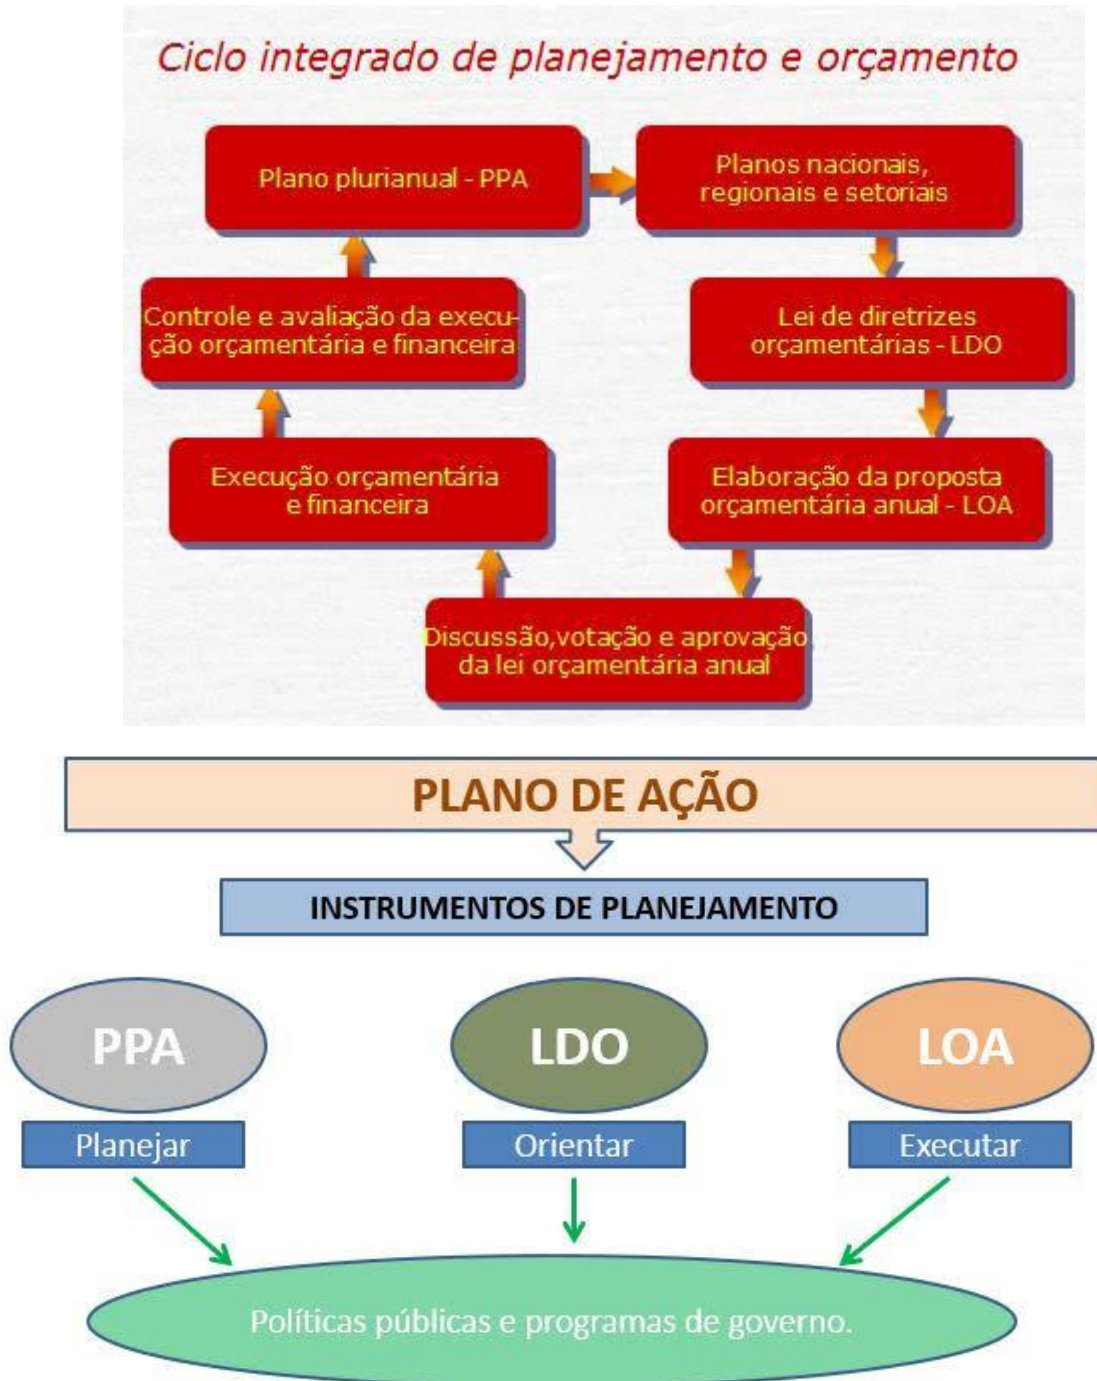 Ciclo integrado de planejamento e orçamento
Plano plurianual - PPA
Planos nacionais,
regionais e setoriais
Lei de diretrizes
orçamentárias - LDO
Elaboração da proposta
orçamentária anual - LOA
Discussão,votação e aprovação
da lei orçamentária anual
Execução orçamentária
e financeira
Controle e avaliação da execu-
ção orçamentária e financeira
PLANO DE AÇÃO
INSTRUMENTOS DE PLANEJAMENTO
PPA
LDO
LOA
Planejar
Orientar
Executar
Políticas públicas e programas de governo.